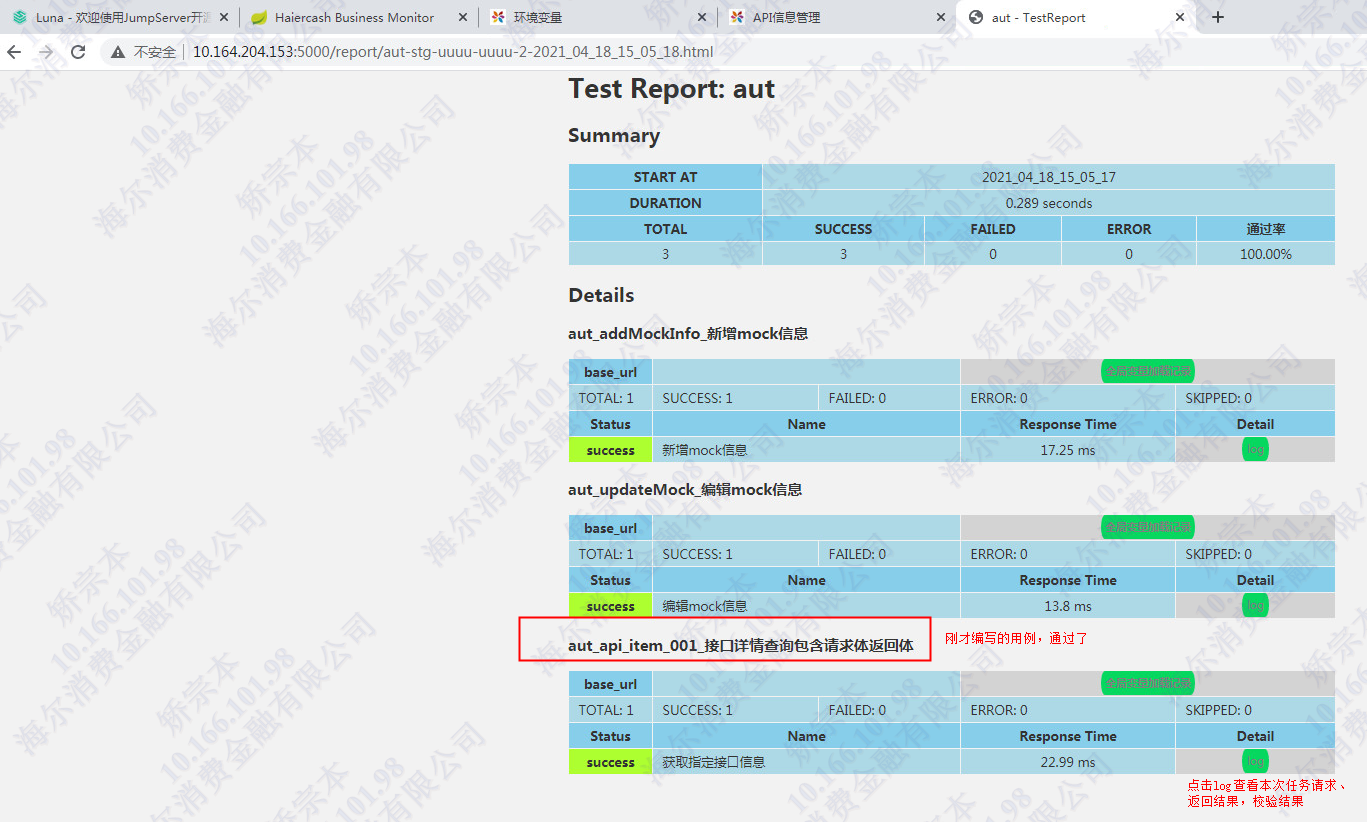 Luna - 欢迎使用JumpServer开源
Haiercash Business Monitor
环境变量
API信息管理
aut - TestReport
不安全 10.164.204.153:5000/report/aut-stg-uuuu-uuuu-2-2021_04_18_15_05_18.html
Test Report: aut
Summary
START AT 2021_04_18_15_05_17
DURATION 0.289 seconds
TOTAL SUCCESS FAILED ERROR 通过率
3 3 0 0 100.00%
Details
aut_addMockInfo_新增mock信息
base_url
TOTAL: 1 SUCCESS: 1 FAILED: 0 ERROR: 0 SKIPPED: 0
Status Name Response Time Detail
success 新增mock信息 17.25 ms log
aut_updateMock_编辑mock信息
base_url
TOTAL: 1 SUCCESS: 1 FAILED: 0 ERROR: 0 SKIPPED: 0
Status Name Response Time Detail
success 编辑mock信息 13.8 ms log
aut_api_item_001_接口详情查询包含请求体返回体 刚才编写的用例，通过了
base_url
TOTAL: 1 SUCCESS: 1 FAILED: 0 ERROR: 0 SKIPPED: 0
Status Name Response Time Detail
success 获取指定接口信息 22.99 ms log
点击log查看本次任务请求、
返回结果，校验结果
矫宗本
10.166.101.98
海尔消费金融有限公司